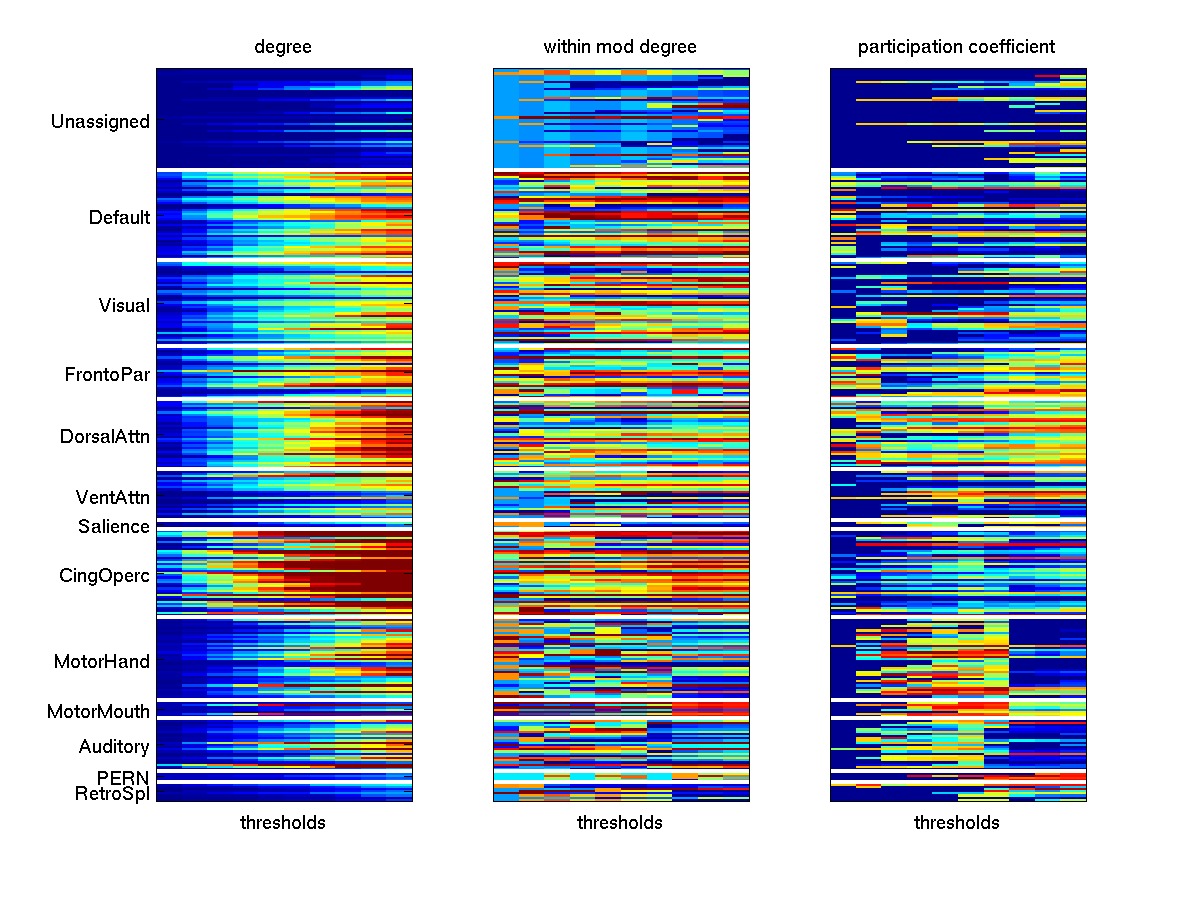 degree
within mod degree
participation coefficient
Unassigned
Default
Visual
FrontoPar
DorsalAttn
VentAttn
Salience
CingOperc
MotorHand
MotorMouth
Auditory
PERN
RetroSpl
thresholds
thresholds
thresholds